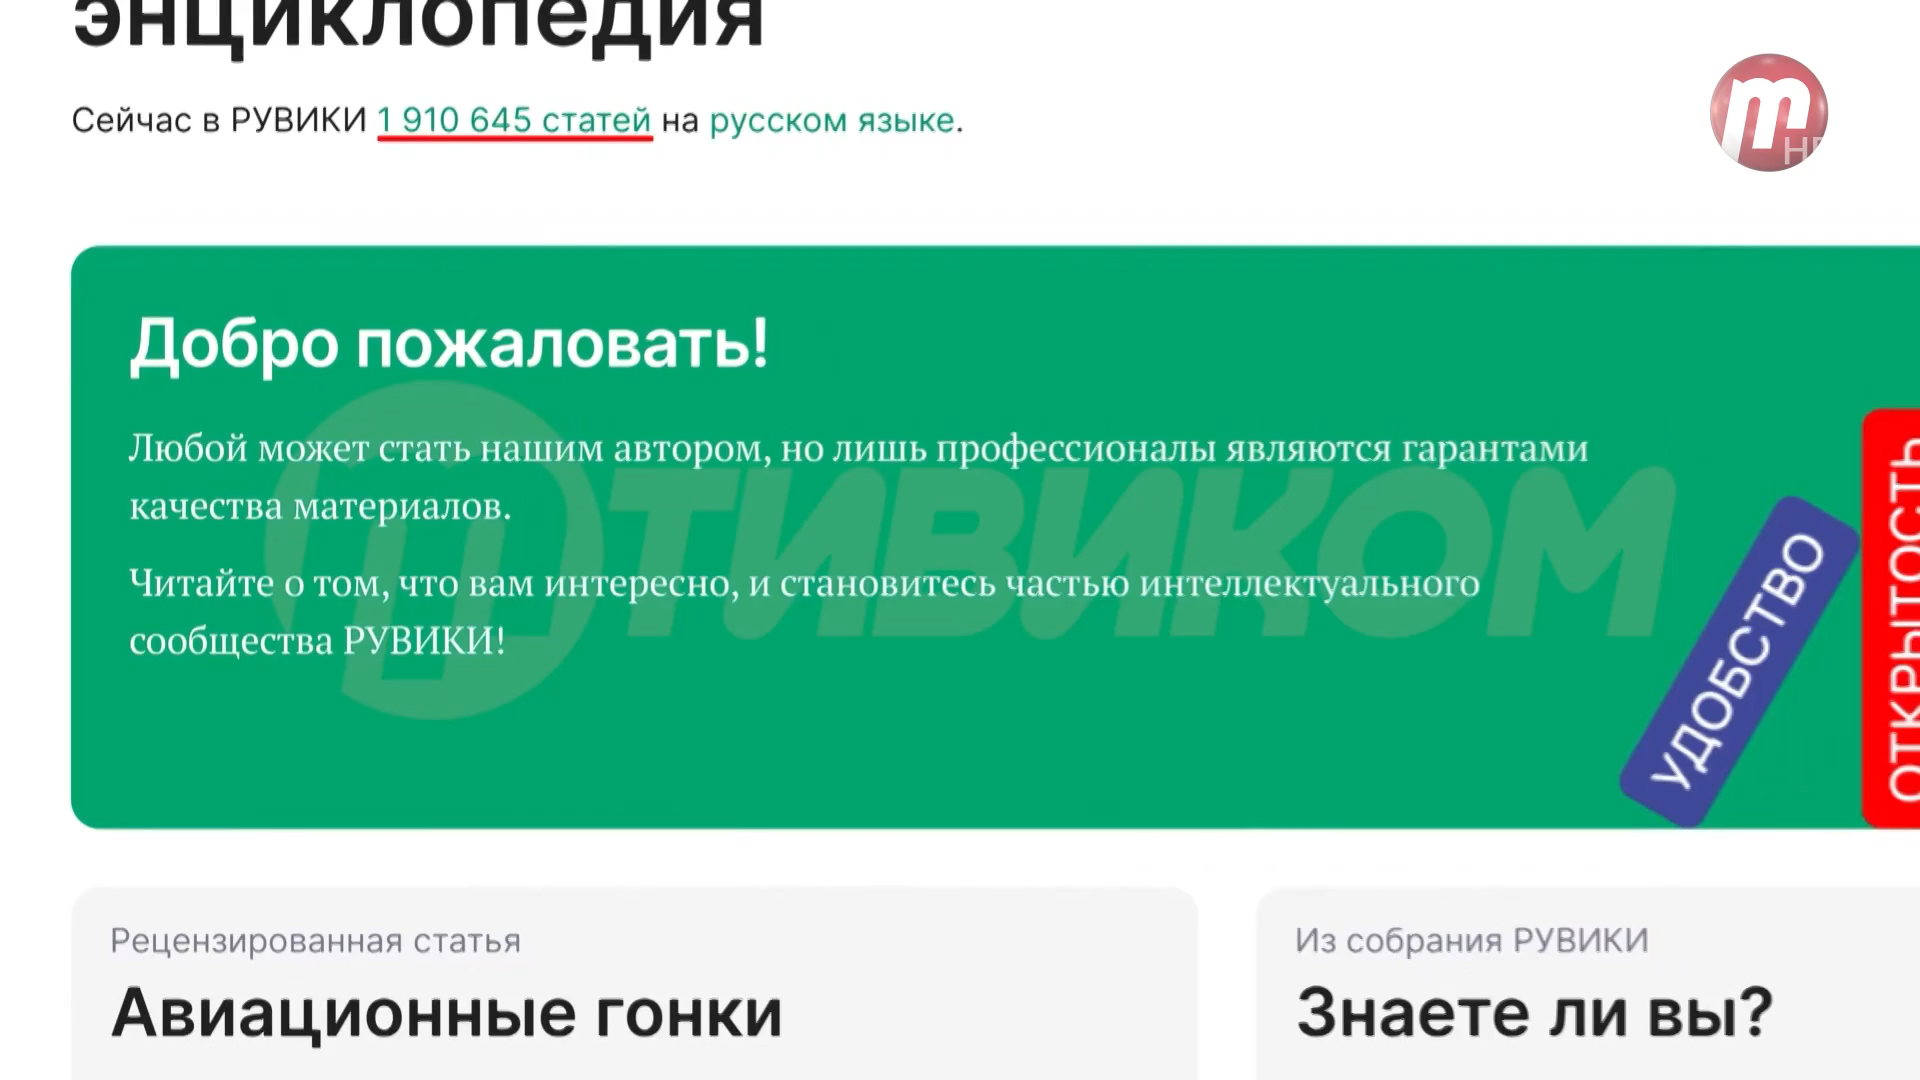 энциклопедия
Сейчас в РУВИКИ 1 910 645 статей на русском языке.
Добро пожаловать!
Любой может стать нашим автором, но лишь профессионалы являются гарантами
качества материалов.
Читайте о том, что вам интересно, и становитесь частью интеллектуального
сообщества РУВИКИ!
ТИВИКОМ
УДОБСТВО
ОТКРЫТОСТЬ
Рецензированная статья
Авиационные гонки
Из собрания РУВИКИ
Знаете ли вы?